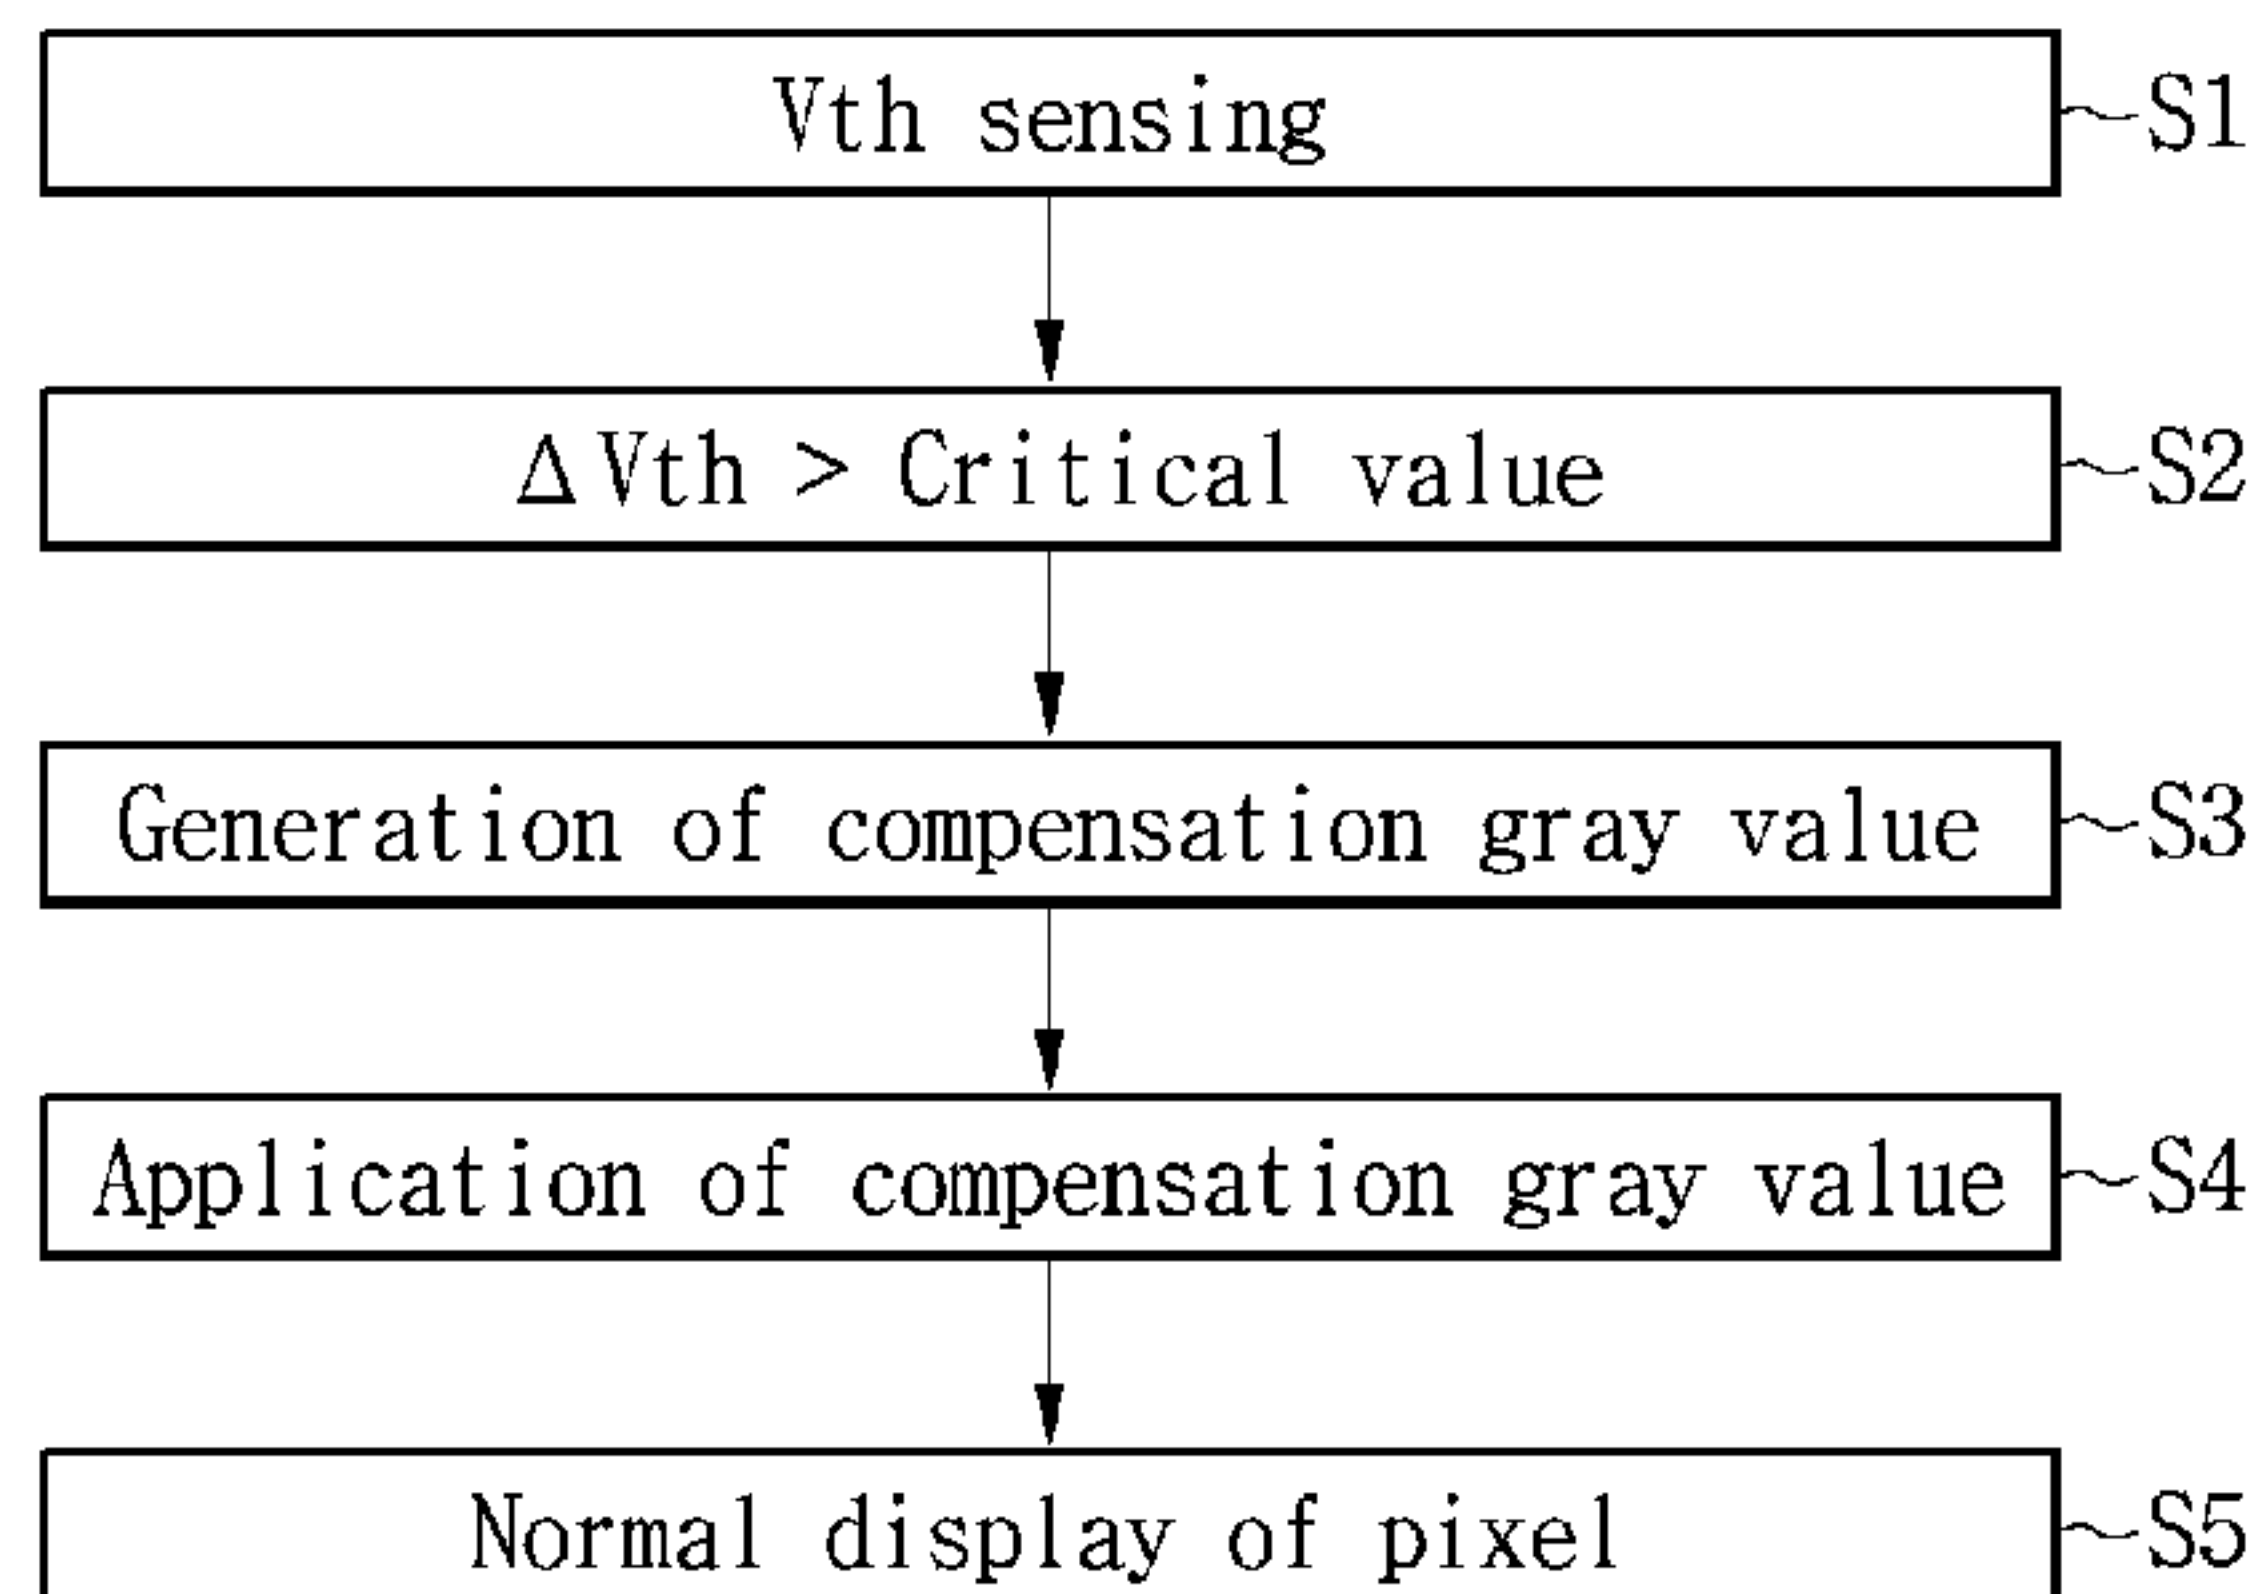 Vth sensing S1
ΔVth > Critical value S2
Generation of compensation gray value S3
Application of compensation gray value S4
Normal display of pixel S5